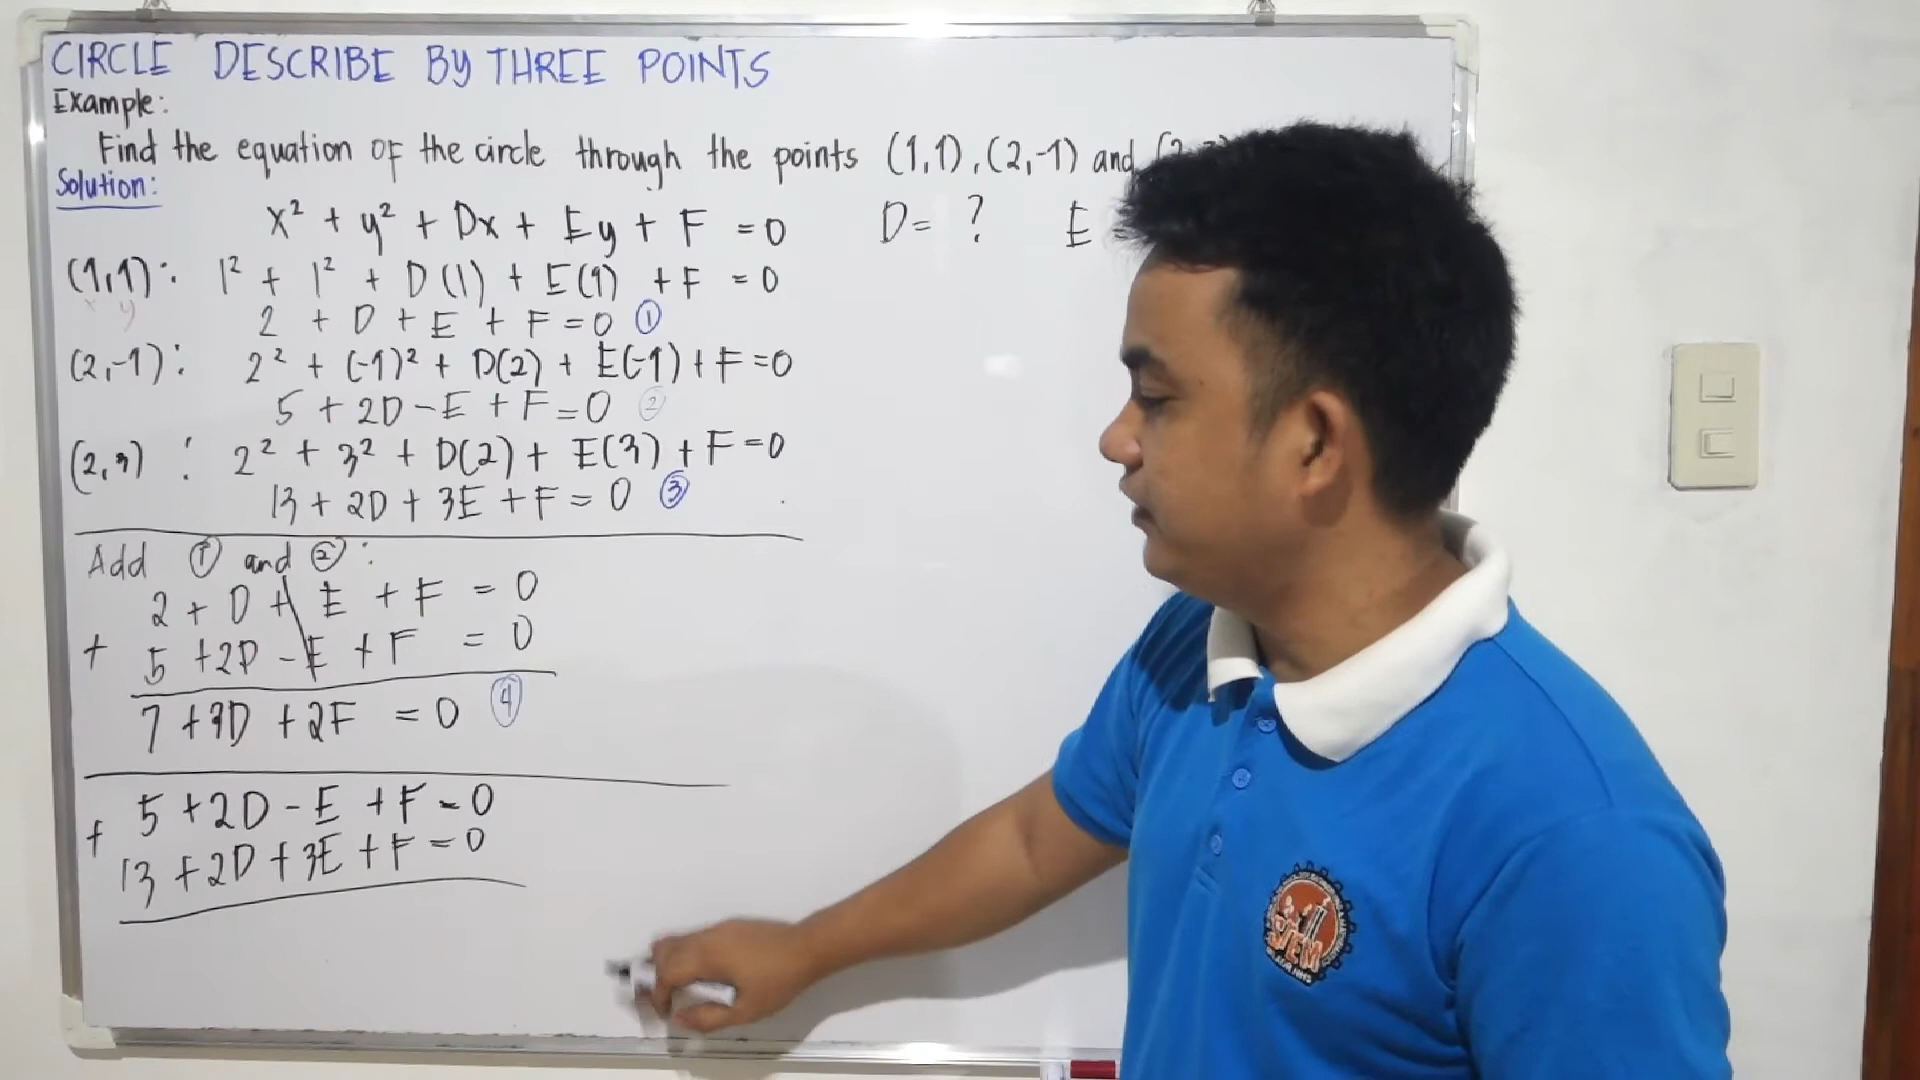 CIRCLE DESCRIBE BY THREE POINTS
Example:
Find the equation of the circle through the points (1,1), (2,-1) and (2,3)
Solution:
x² + y² + Dx + Ey + F = 0 D = ? E =
(1,1): 1² + 1² + D(1) + E(1) + F = 0
x y
2 + D + E + F = 0 ①
(2,-1): 2² + (-1)² + D(2) + E(-1) + F = 0
5 + 2D - E + F = 0 ②
(2,3) : 2² + 3² + D(2) + E(3) + F = 0
13 + 2D + 3E + F = 0 ③
Add ① and ②:
2 + D + E + F = 0
+ 5 + 2D - E + F = 0
7 + 3D + 2F = 0 ④
5 + 2D - E + F = 0
+ 13 + 2D + 3E + F = 0
STEM